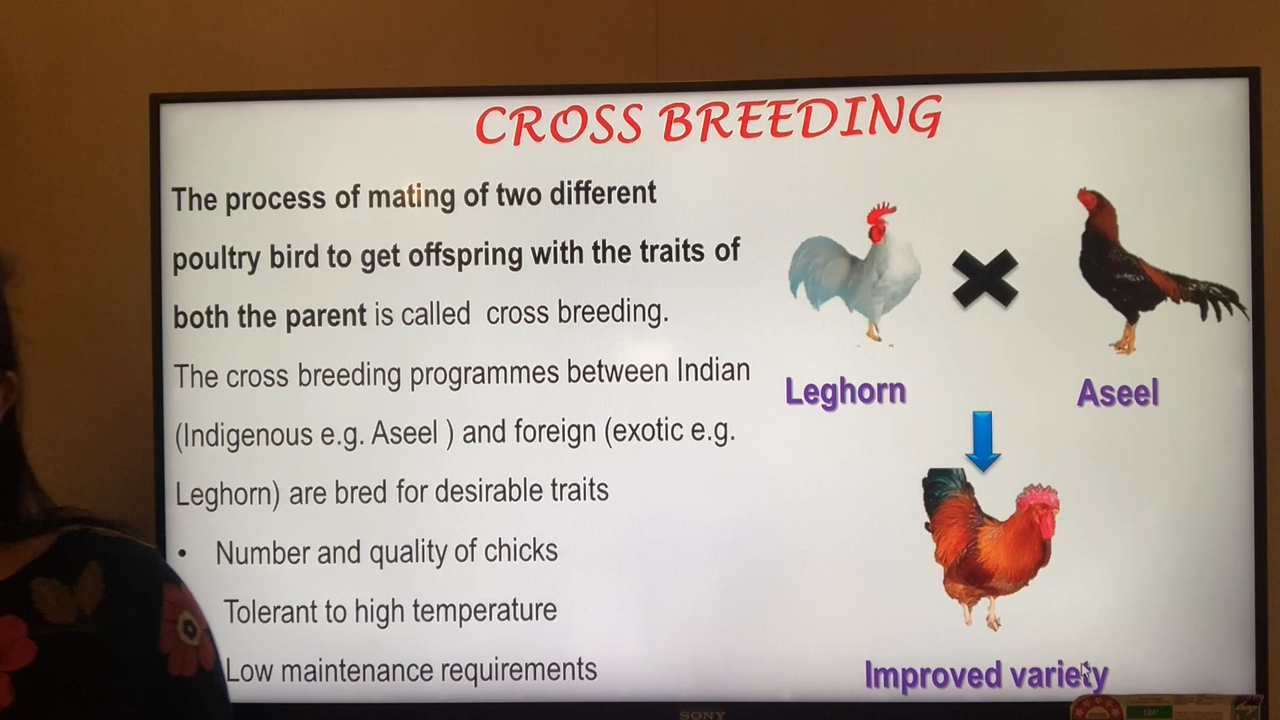 CROSS BREEDING
The process of mating of two different
poultry bird to get offspring with the traits of
both the parent is called cross breeding.
The cross breeding programmes between Indian
(Indigenous e.g. Aseel ) and foreign (exotic e.g.
Leghorn) are bred for desirable traits
• Number and quality of chicks
Tolerant to high temperature
Low maintenance requirements
Leghorn
Aseel
Improved variety
SONY